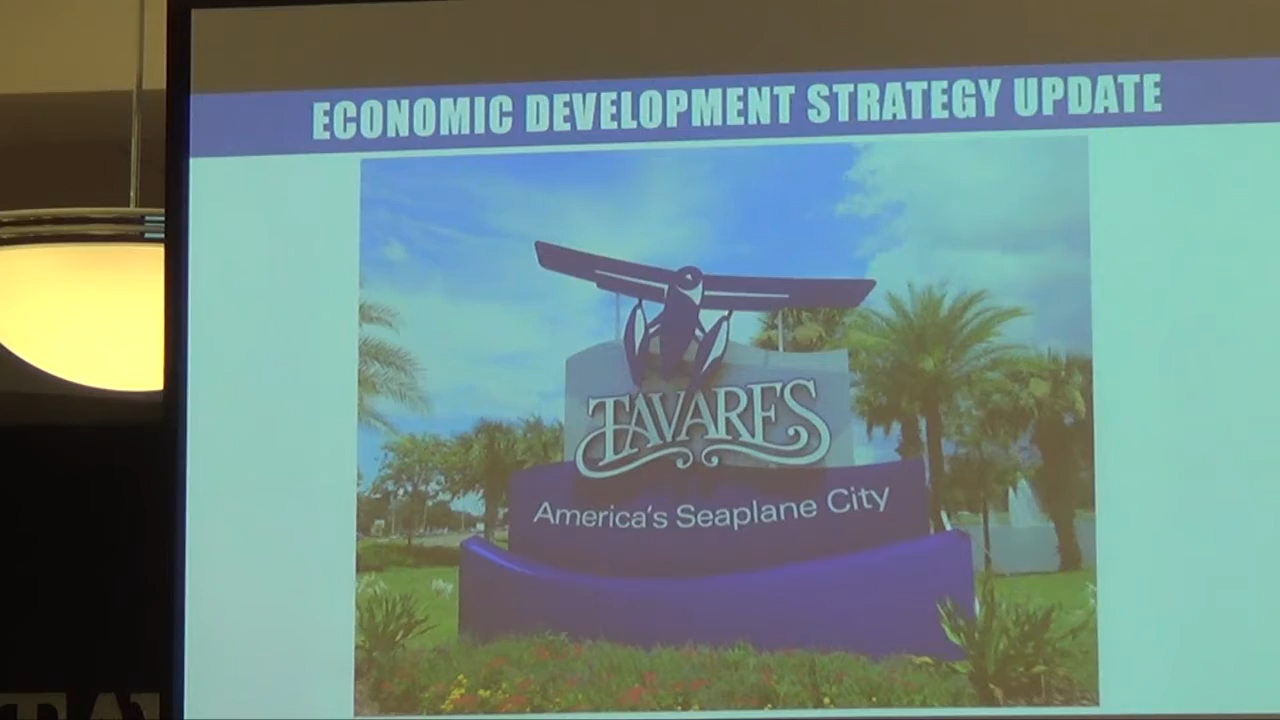 ECONOMIC DEVELOPMENT STRATEGY UPDATE
TAVARES
America's Seaplane City